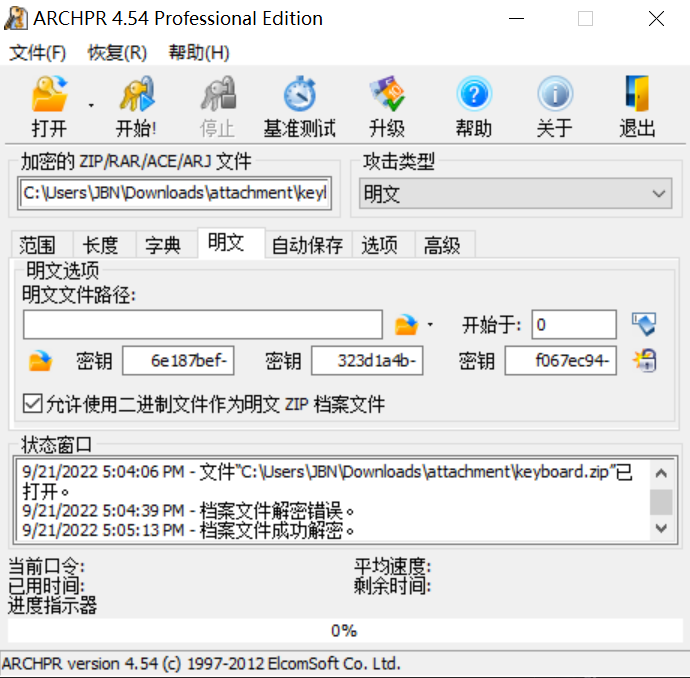 ARCHPR 4.54 Professional Edition
文件(F) 恢复(R) 帮助(H)
打开 开始! 停止 基准测试 升级 帮助 关于 退出
加密的 ZIP/RAR/ACE/ARJ 文件 攻击类型
C:\Users\JBN\Downloads\attachment\keyl 明文
范围 长度 字典 明文 自动保存 选项 高级
明文选项
明文文件路径:
开始于: 0
密钥 6e187bef- 密钥 323d1a4b- 密钥 f067ec94-
允许使用二进制文件作为明文 ZIP 档案文件
状态窗口
9/21/2022 5:04:06 PM - 文件"C:\Users\JBN\Downloads\attachment\keyboard.zip"已
打开。
9/21/2022 5:04:39 PM - 档案文件解密错误。
9/21/2022 5:05:13 PM - 档案文件成功解密。
当前口令: 平均速度:
已用时间: 剩余时间:
进度指示器
0%
ARCHPR version 4.54 (c) 1997-2012 ElcomSoft Co. Ltd.